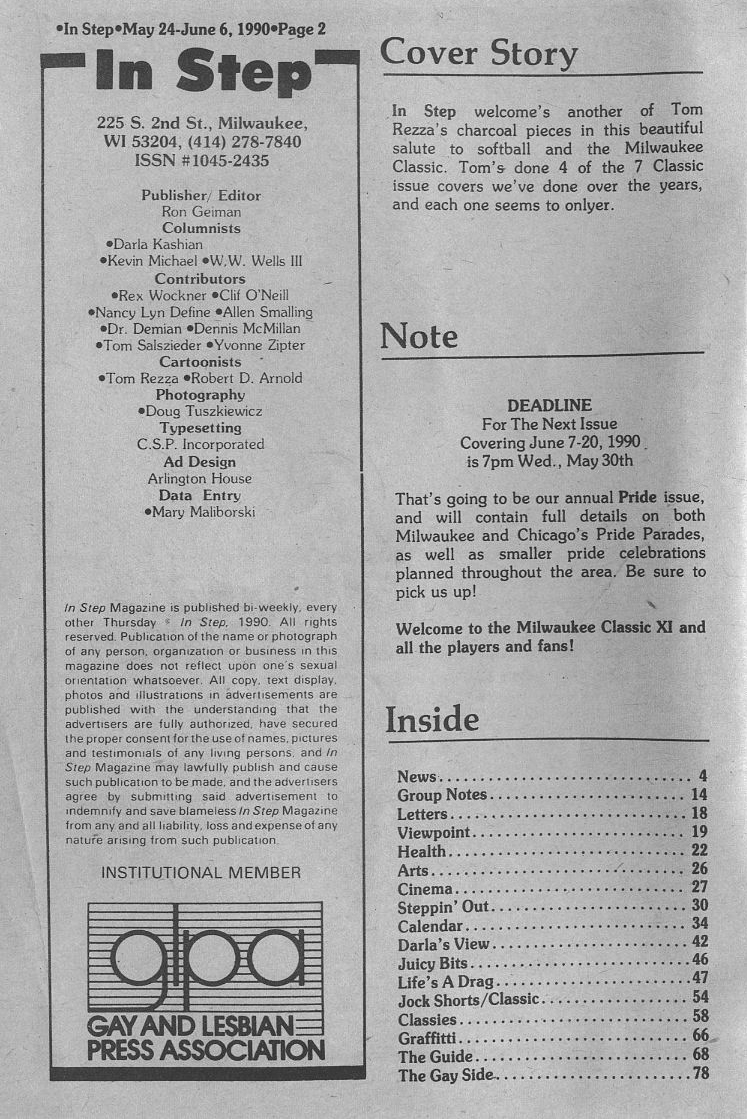 •In Step•May 24-June 6, 1990•Page 2
In Step
225 S. 2nd St., Milwaukee,
WI 53204, (414) 278-7840
ISSN #1045-2435
Publisher/ Editor
Ron Geiman
Columnists
•Darla Kashian
•Kevin Michael •W.W. Wells III
Contributors
•Rex Wockner •Clif O'Neill
•Nancy Lyn Define •Allen Smalling
•Dr. Demian •Dennis McMillan
•Tom Salszieder •Yvonne Zipter
Cartoonists
•Tom Rezza •Robert D. Arnold
Photography
•Doug Tuszkiewicz
Typesetting
C.S.P. Incorporated
Ad Design
Arlington House
Data Entry
•Mary Maliborski
In Step Magazine is published bi-weekly, every
other Thursday © In Step, 1990. All rights
reserved. Publication of the name or photograph
of any person, organization or business in this
magazine does not reflect upon one's sexual
orientation whatsoever. All copy, text display,
photos and illustrations in advertisements are
published with the understanding that the
advertisers are fully authorized, have secured
the proper consent for the use of names, pictures
and testimonials of any living persons, and In
Step Magazine may lawfully publish and cause
such publication to be made, and the advertisers
agree by submitting said advertisement to
indemnify and save blameless In Step Magazine
from any and all liability, loss and expense of any
nature arising from such publication.
INSTITUTIONAL MEMBER
glpa
GAY AND LESBIAN
PRESS ASSOCIATION
Cover Story
In Step welcome's another of Tom
Rezza's charcoal pieces in this beautiful
salute to softball and the Milwaukee
Classic. Tom's done 4 of the 7 Classic
issue covers we've done over the years,
and each one seems to onlyer.
Note
DEADLINE
For The Next Issue
Covering June 7-20, 1990
is 7pm Wed., May 30th
That's going to be our annual Pride issue,
and will contain full details on both
Milwaukee and Chicago's Pride Parades,
as well as smaller pride celebrations
planned throughout the area. Be sure to
pick us up!
Welcome to the Milwaukee Classic XI and
all the players and fans!
Inside
News............................... 4
Group Notes........................ 14
Letters............................ 18
Viewpoint.......................... 19
Health............................. 22
Arts............................... 26
Cinema............................. 27
Steppin' Out....................... 30
Calendar........................... 34
Darla's View....................... 42
Juicy Bits......................... 46
Life's A Drag...................... 47
Jock Shorts/Classic................ 54
Classies........................... 58
Graffitti.......................... 66
The Guide.......................... 68
The Gay Side....................... 78